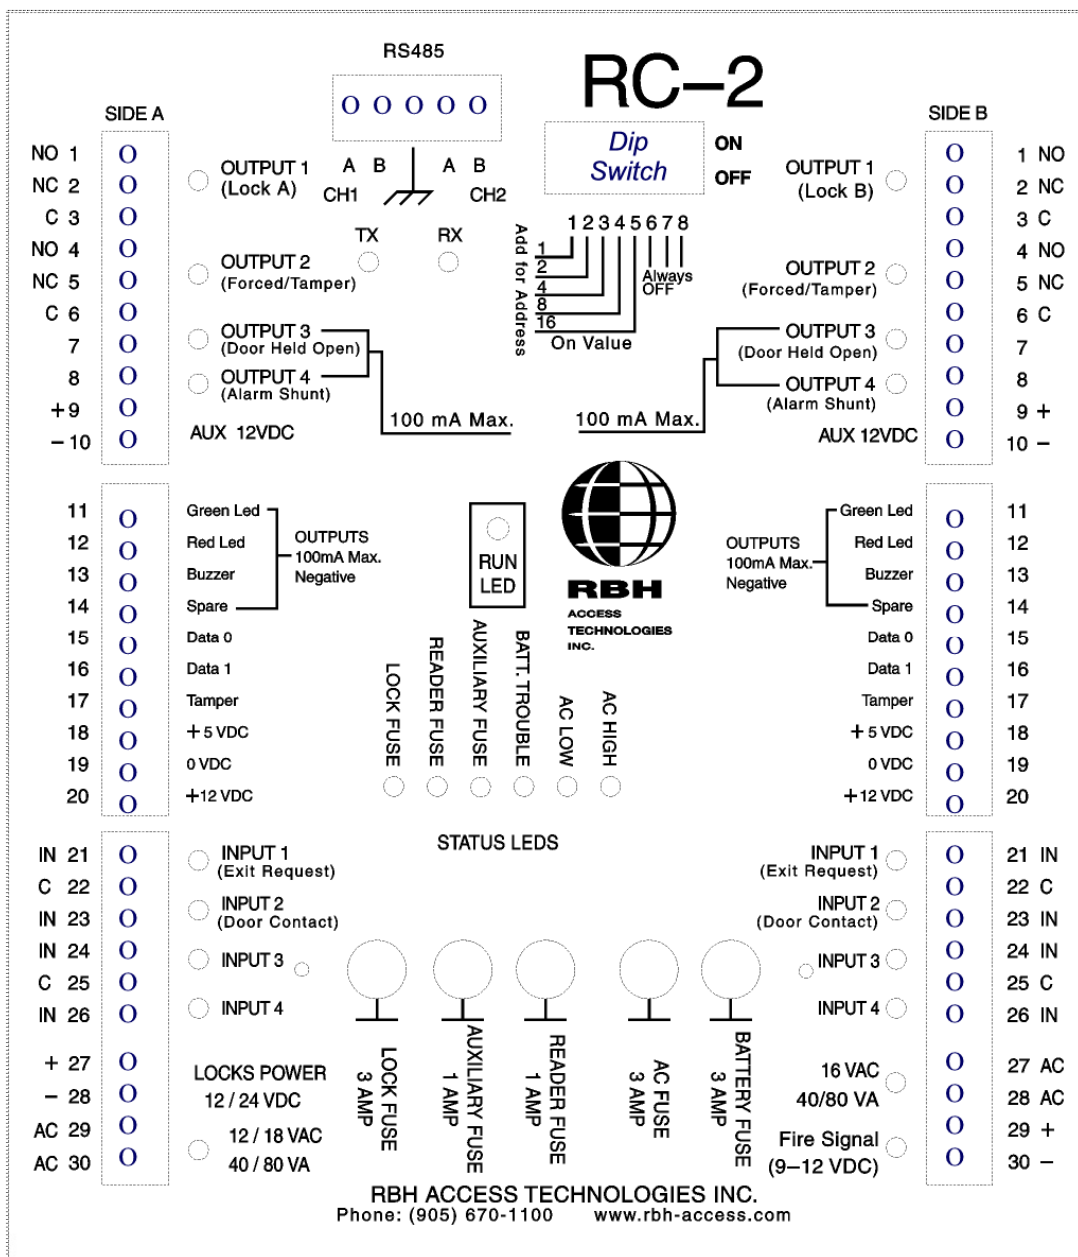 RS485
RC-2
SIDE A
SIDE B
O O O O O
Dip
Switch
ON
OFF
A B A B
CH1 CH2
TX RX
NO 1 O
NC 2 O
C 3 O
NO 4 O
NC 5 O
C 6 O
7 O
8 O
+ 9 O
- 10 O
OUTPUT 1
(Lock A)
OUTPUT 2
(Forced/Tamper)
OUTPUT 3
(Door Held Open)
OUTPUT 4
(Alarm Shunt)
AUX 12VDC
100 mA Max.
1 2 3 4 5 6 7 8
Add for Address
1
2
4
8
16
Always
OFF
On Value
100 mA Max.
OUTPUT 1
(Lock B)
OUTPUT 2
(Forced/Tamper)
OUTPUT 3
(Door Held Open)
OUTPUT 4
(Alarm Shunt)
AUX 12VDC
O 1 NO
O 2 NC
O 3 C
O 4 NO
O 5 NC
O 6 C
O 7
O 8
O 9 +
O 10 -
11 O Green Led
12 O Red Led
13 O Buzzer
14 O Spare
15 O Data 0
16 O Data 1
17 O Tamper
18 O + 5 VDC
19 O 0 VDC
20 O +12 VDC
OUTPUTS
100mA Max.
Negative
RUN
LED
RBH
ACCESS
TECHNOLOGIES
INC.
OUTPUTS
100mA Max.
Negative
Green Led O 11
Red Led O 12
Buzzer O 13
Spare O 14
Data 0 O 15
Data 1 O 16
Tamper O 17
+ 5 VDC O 18
0 VDC O 19
+12 VDC O 20
LOCK FUSE
READER FUSE
AUXILIARY FUSE
BATT. TROUBLE
AC LOW
AC HIGH
STATUS LEDS
IN 21 O
C 22 O
IN 23 O
IN 24 O
C 25 O
IN 26 O
+ 27 O
- 28 O
AC 29 O
AC 30 O
INPUT 1
(Exit Request)
INPUT 2
(Door Contact)
INPUT 3
INPUT 4
LOCKS POWER
12 / 24 VDC
12 / 18 VAC
40 / 80 VA
LOCK FUSE
3 AMP
AUXILIARY FUSE
1 AMP
READER FUSE
1 AMP
AC FUSE
3 AMP
BATTERY FUSE
3 AMP
INPUT 1
(Exit Request)
INPUT 2
(Door Contact)
INPUT 3
INPUT 4
16 VAC
40/80 VA
Fire Signal
(9-12 VDC)
O 21 IN
O 22 C
O 23 IN
O 24 IN
O 25 C
O 26 IN
O 27 AC
O 28 AC
O 29 +
O 30 -
RBH ACCESS TECHNOLOGIES INC.
Phone: (905) 670-1100 www.rbh-access.com